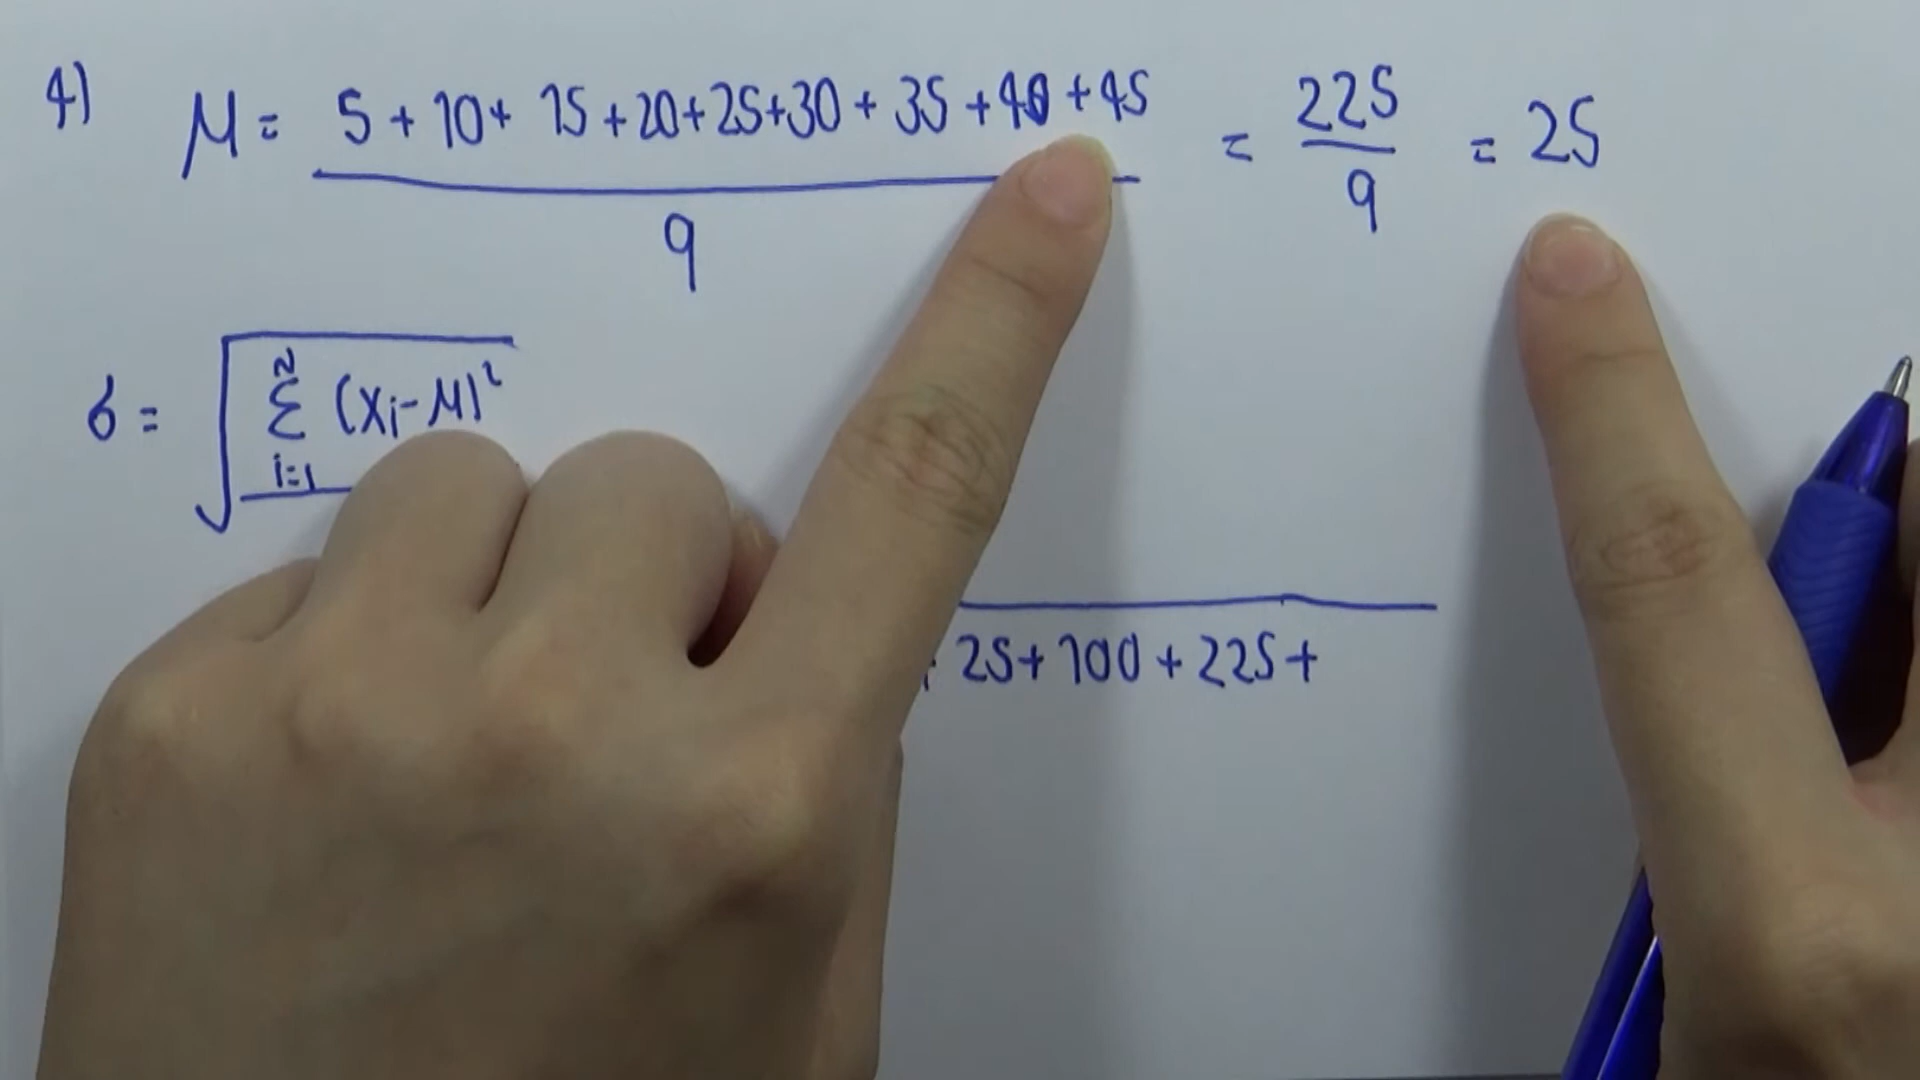 4) μ = 5 + 10 + 15 + 20 + 25 + 30 + 35 + 40 + 45 = 225 = 25
9 9
σ = √ N Σ i=1 (xi - μ)²
25 + 100 + 225 +